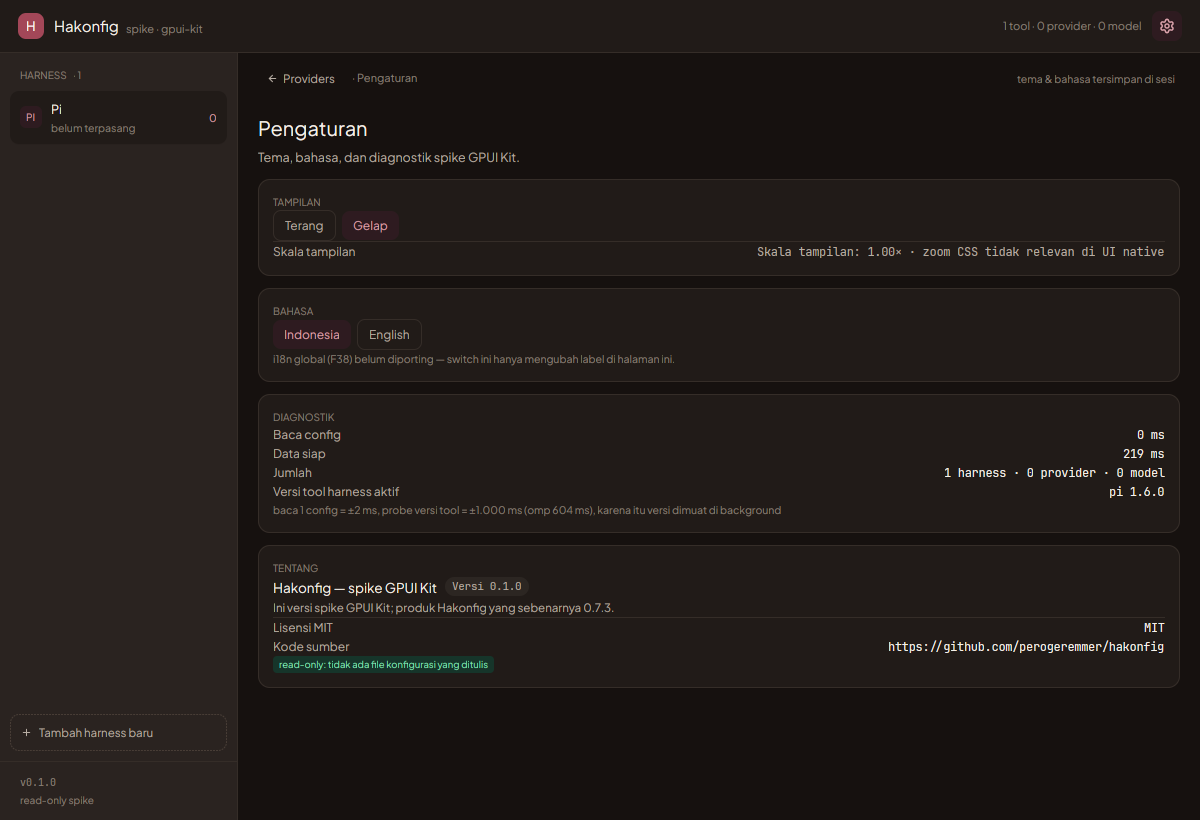 H Hakonfig spike · gpui-kit 1 tool · 0 provider · 0 model
HARNESS · 1
PI Pi 0
belum terpasang
+ Tambah harness baru
v0.1.0
read-only spike
← Providers · Pengaturan tema & bahasa tersimpan di sesi
Pengaturan
Tema, bahasa, dan diagnostik spike GPUI Kit.
TAMPILAN
Terang Gelap
Skala tampilan Skala tampilan: 1.00× · zoom CSS tidak relevan di UI native
BAHASA
Indonesia English
i18n global (F38) belum diporting — switch ini hanya mengubah label di halaman ini.
DIAGNOSTIK
Baca config 0 ms
Data siap 219 ms
Jumlah 1 harness · 0 provider · 0 model
Versi tool harness aktif pi 1.6.0
baca 1 config = ±2 ms, probe versi tool = ±1.000 ms (omp 604 ms), karena itu versi dimuat di background
TENTANG
Hakonfig — spike GPUI Kit Versi 0.1.0
Ini versi spike GPUI Kit; produk Hakonfig yang sebenarnya 0.7.3.
Lisensi MIT MIT
Kode sumber https://github.com/perogeremmer/hakonfig
read-only: tidak ada file konfigurasi yang ditulis